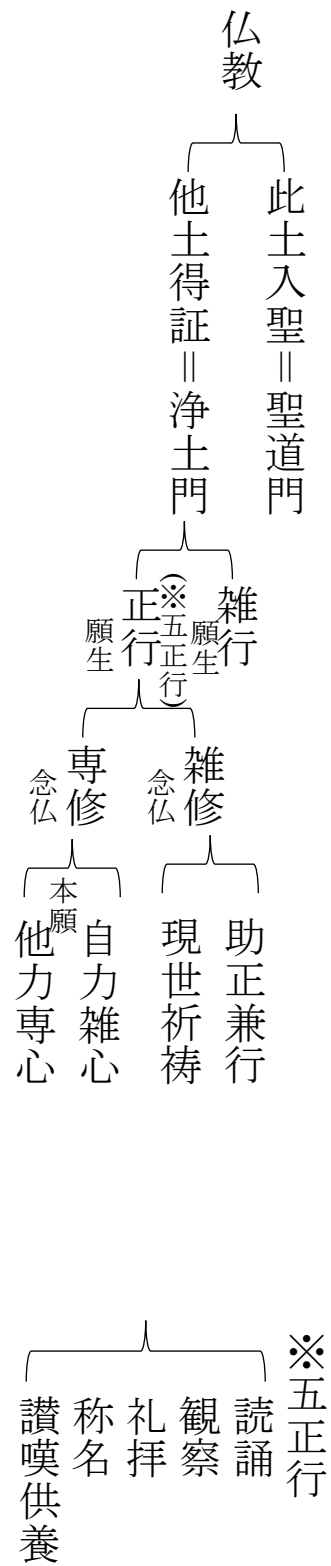 仏教
此土入聖＝聖道門
他土得証＝浄土門
雑行
願生
(※五正行)
正行
願生
雑修
念仏
専修
念仏
助正兼行
現世祈祷
自力雑心
本願
他力専心
※五正行
読誦
観察
礼拝
称名
讃嘆供養